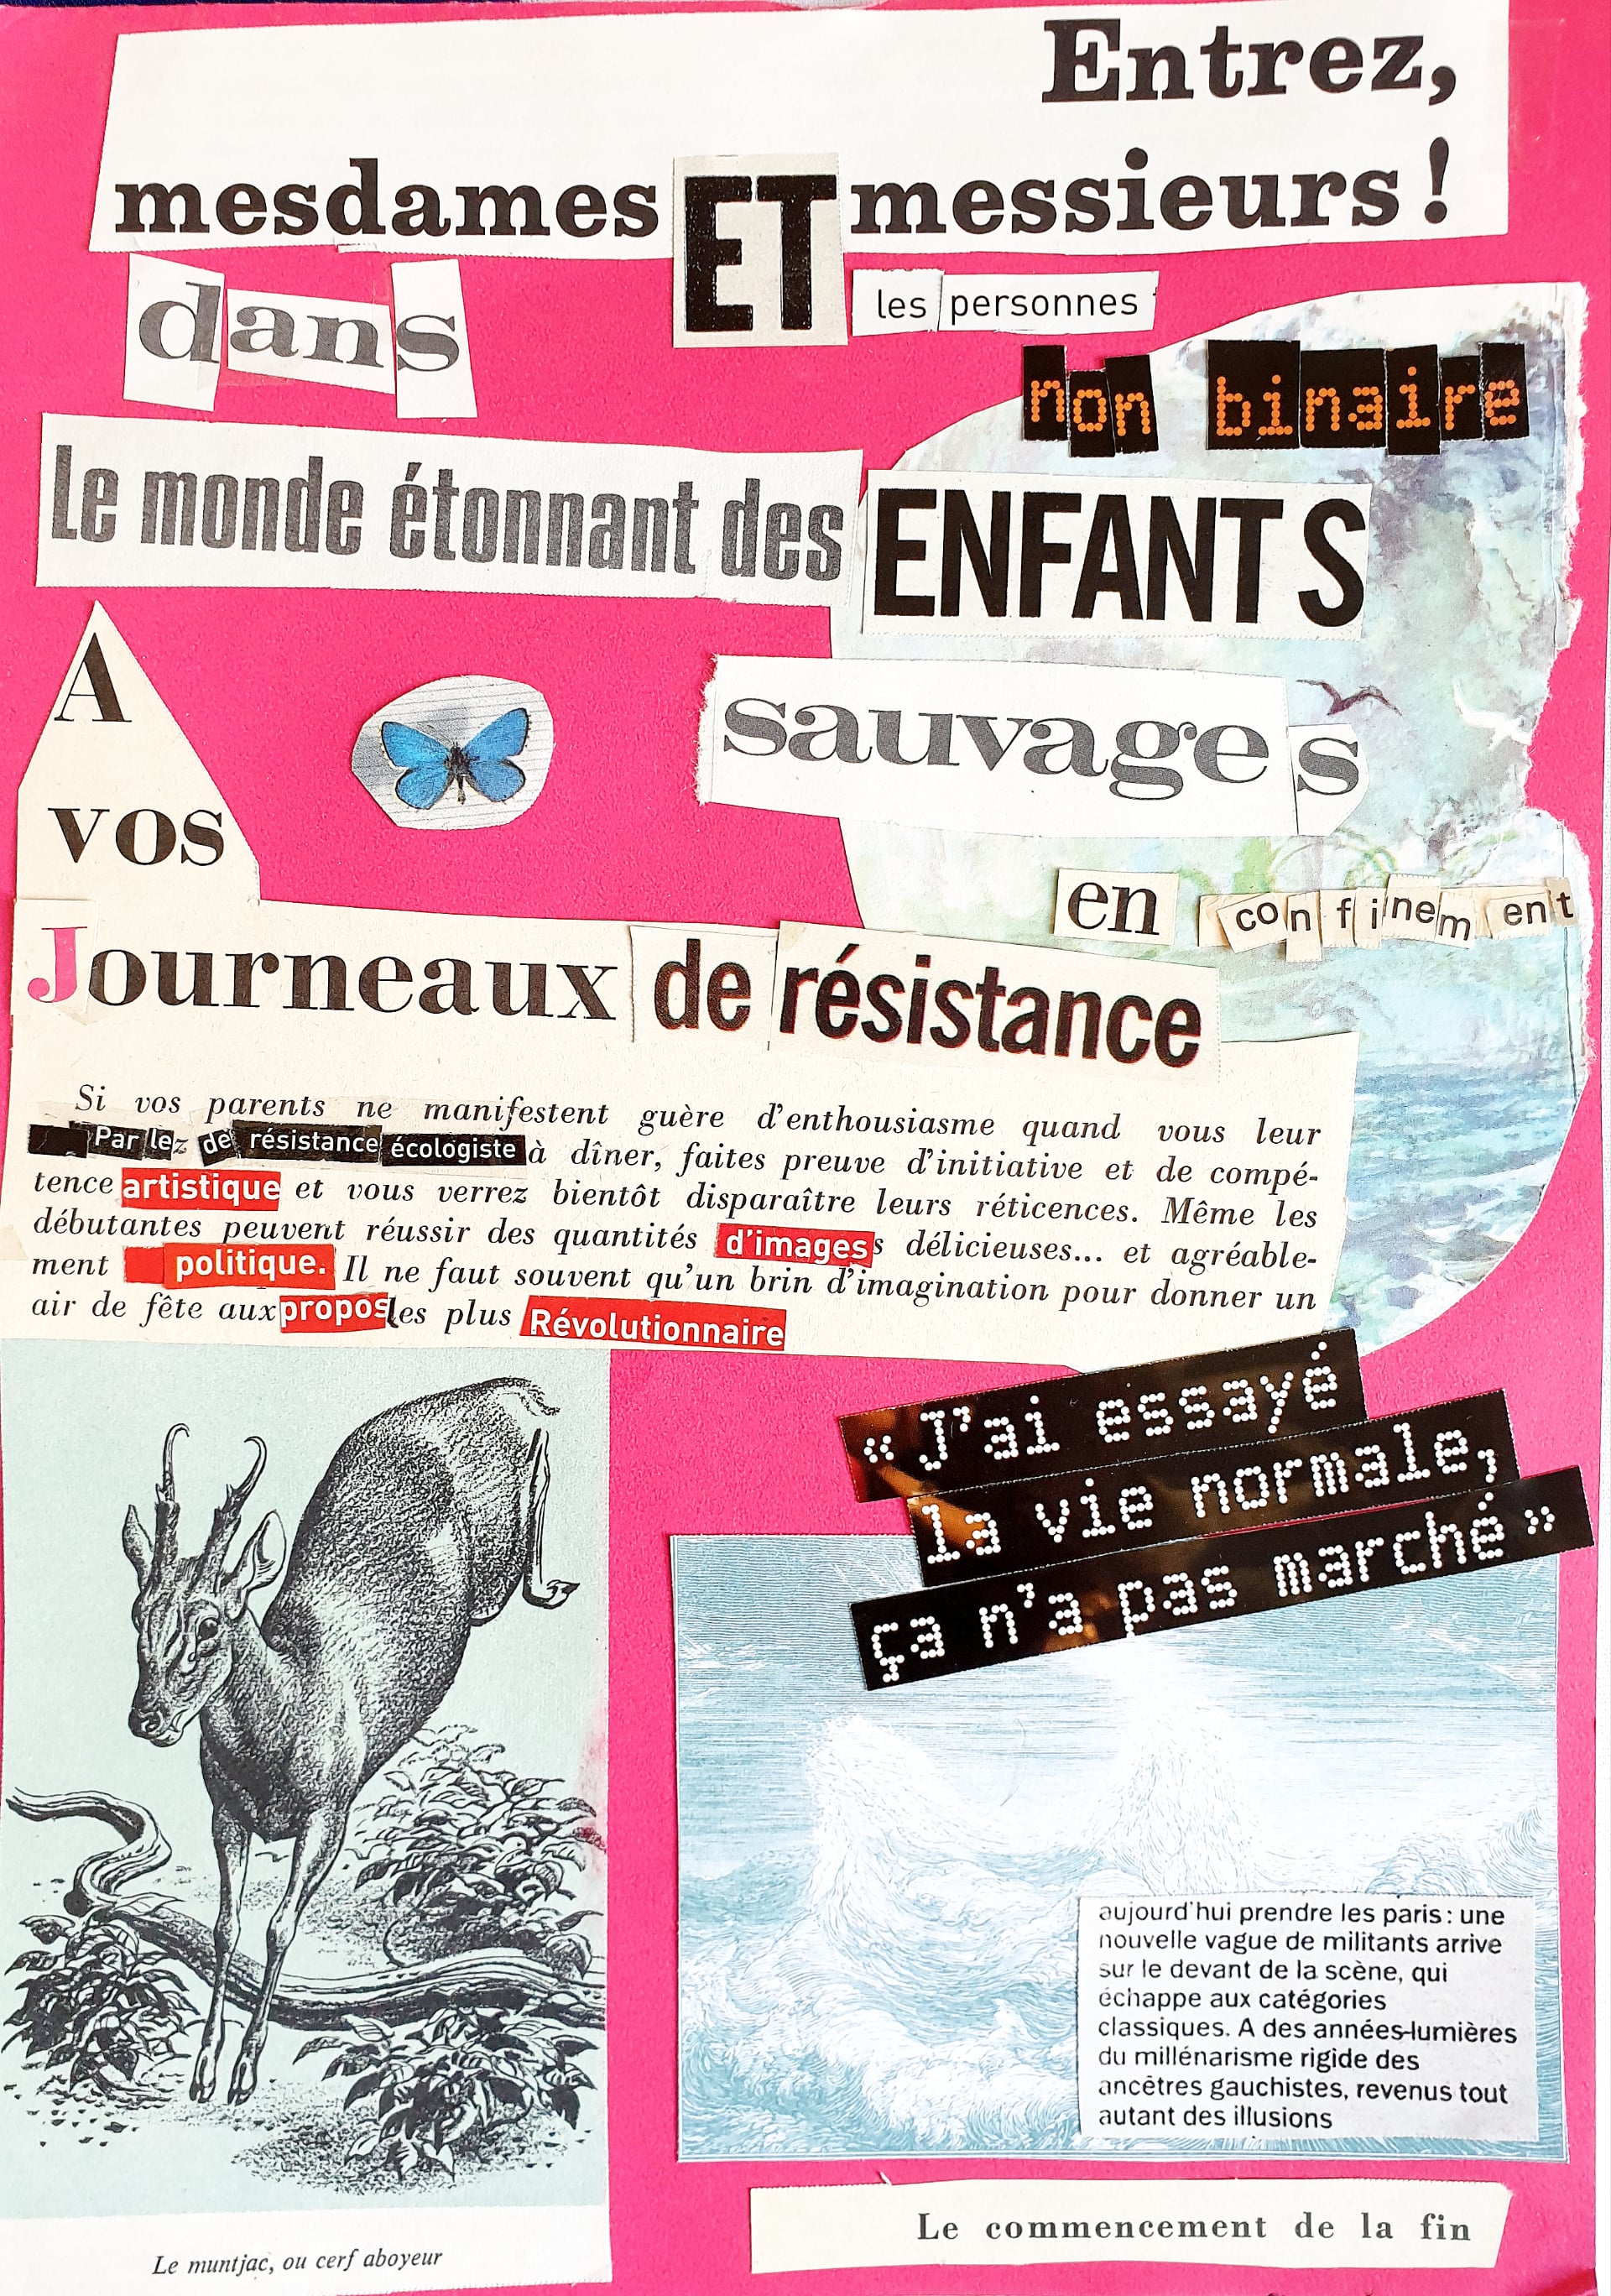 Entrez,
mesdames ET messieurs !
les personnes
non binaire
dans
Le monde étonnant des ENFANTS
sauvages
en confinement
A
vos
Journeaux de résistance
Si vos parents ne manifestent guère d'enthousiasme quand vous leur
Parlez de résistance écologiste à dîner, faites preuve d'initiative et de compé-
tence artistique et vous verrez bientôt disparaître leurs réticences. Même les
débutantes peuvent réussir des quantités d'images s délicieuses... et agréable-
ment politique. Il ne faut souvent qu'un brin d'imagination pour donner un
air de fête aux propos les plus Révolutionnaire
« J'ai essayé
la vie normale,
ça n'a pas marché »
aujourd'hui prendre les paris : une
nouvelle vague de militants arrive
sur le devant de la scène, qui
échappe aux catégories
classiques. A des années-lumières
du millénarisme rigide des
ancêtres gauchistes, revenus tout
autant des illusions
Le commencement de la fin
Le muntjac, ou cerf aboyeur